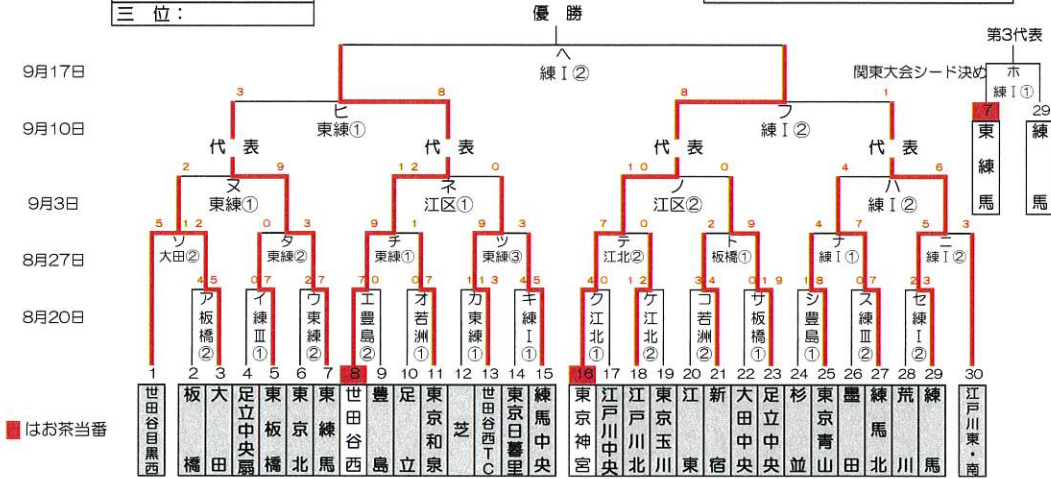 三 位：
優 勝
第3代表
9月17日
ヘ
練Ⅰ②
関東大会シード決め
ホ
練Ⅰ①
7 29
東練馬 練馬
3 8 8 1
9月10日
ヒ フ
東練① 練Ⅰ②
代 表 代 表 代 表 代 表
2 9 12 0 10 0 4 6
9月3日
ヌ ネ ノ ハ
東練① 江区① 江区② 練Ⅰ②
5 12 0 3 9 1 9 3 7 0 2 9 4 7 5 3
8月27日
ソ タ チ ツ テ ト ナ ニ
大田② 東練② 東練① 東練③ 江北② 板橋① 練Ⅰ① 練Ⅰ②
4 5 0 7 2 7 7 0 0 7 1 13 4 5 7 0 1 12 3 4 0 19 18 0 7 2 3
8月20日
ア板橋② イ練Ⅲ① ウ東練② エ豊島② オ若洲① カ東練① キ練Ⅰ① ク江北① ケ江北② コ若洲② サ板橋① シ豊島① ス練Ⅲ② セ練Ⅰ②
1 2 3 4 5 6 7 8 9 10 11 12 13 14 15 16 17 18 19 20 21 22 23 24 25 26 27 28 29 30
世田谷目黒西 板橋 大田 足立中央扇 東板橋 東京北 東練馬 世田谷西 豊島 足立 東京和泉 芝 世田谷西TC 東京日暮里 練馬中央 東京神宮 江戸川中央 江戸川北 東京玉川 江東 新宿 大田中央 足立中央 杉並 東京青山 墨田 練馬北 荒川 練馬 江戸川東・南
はお茶当番